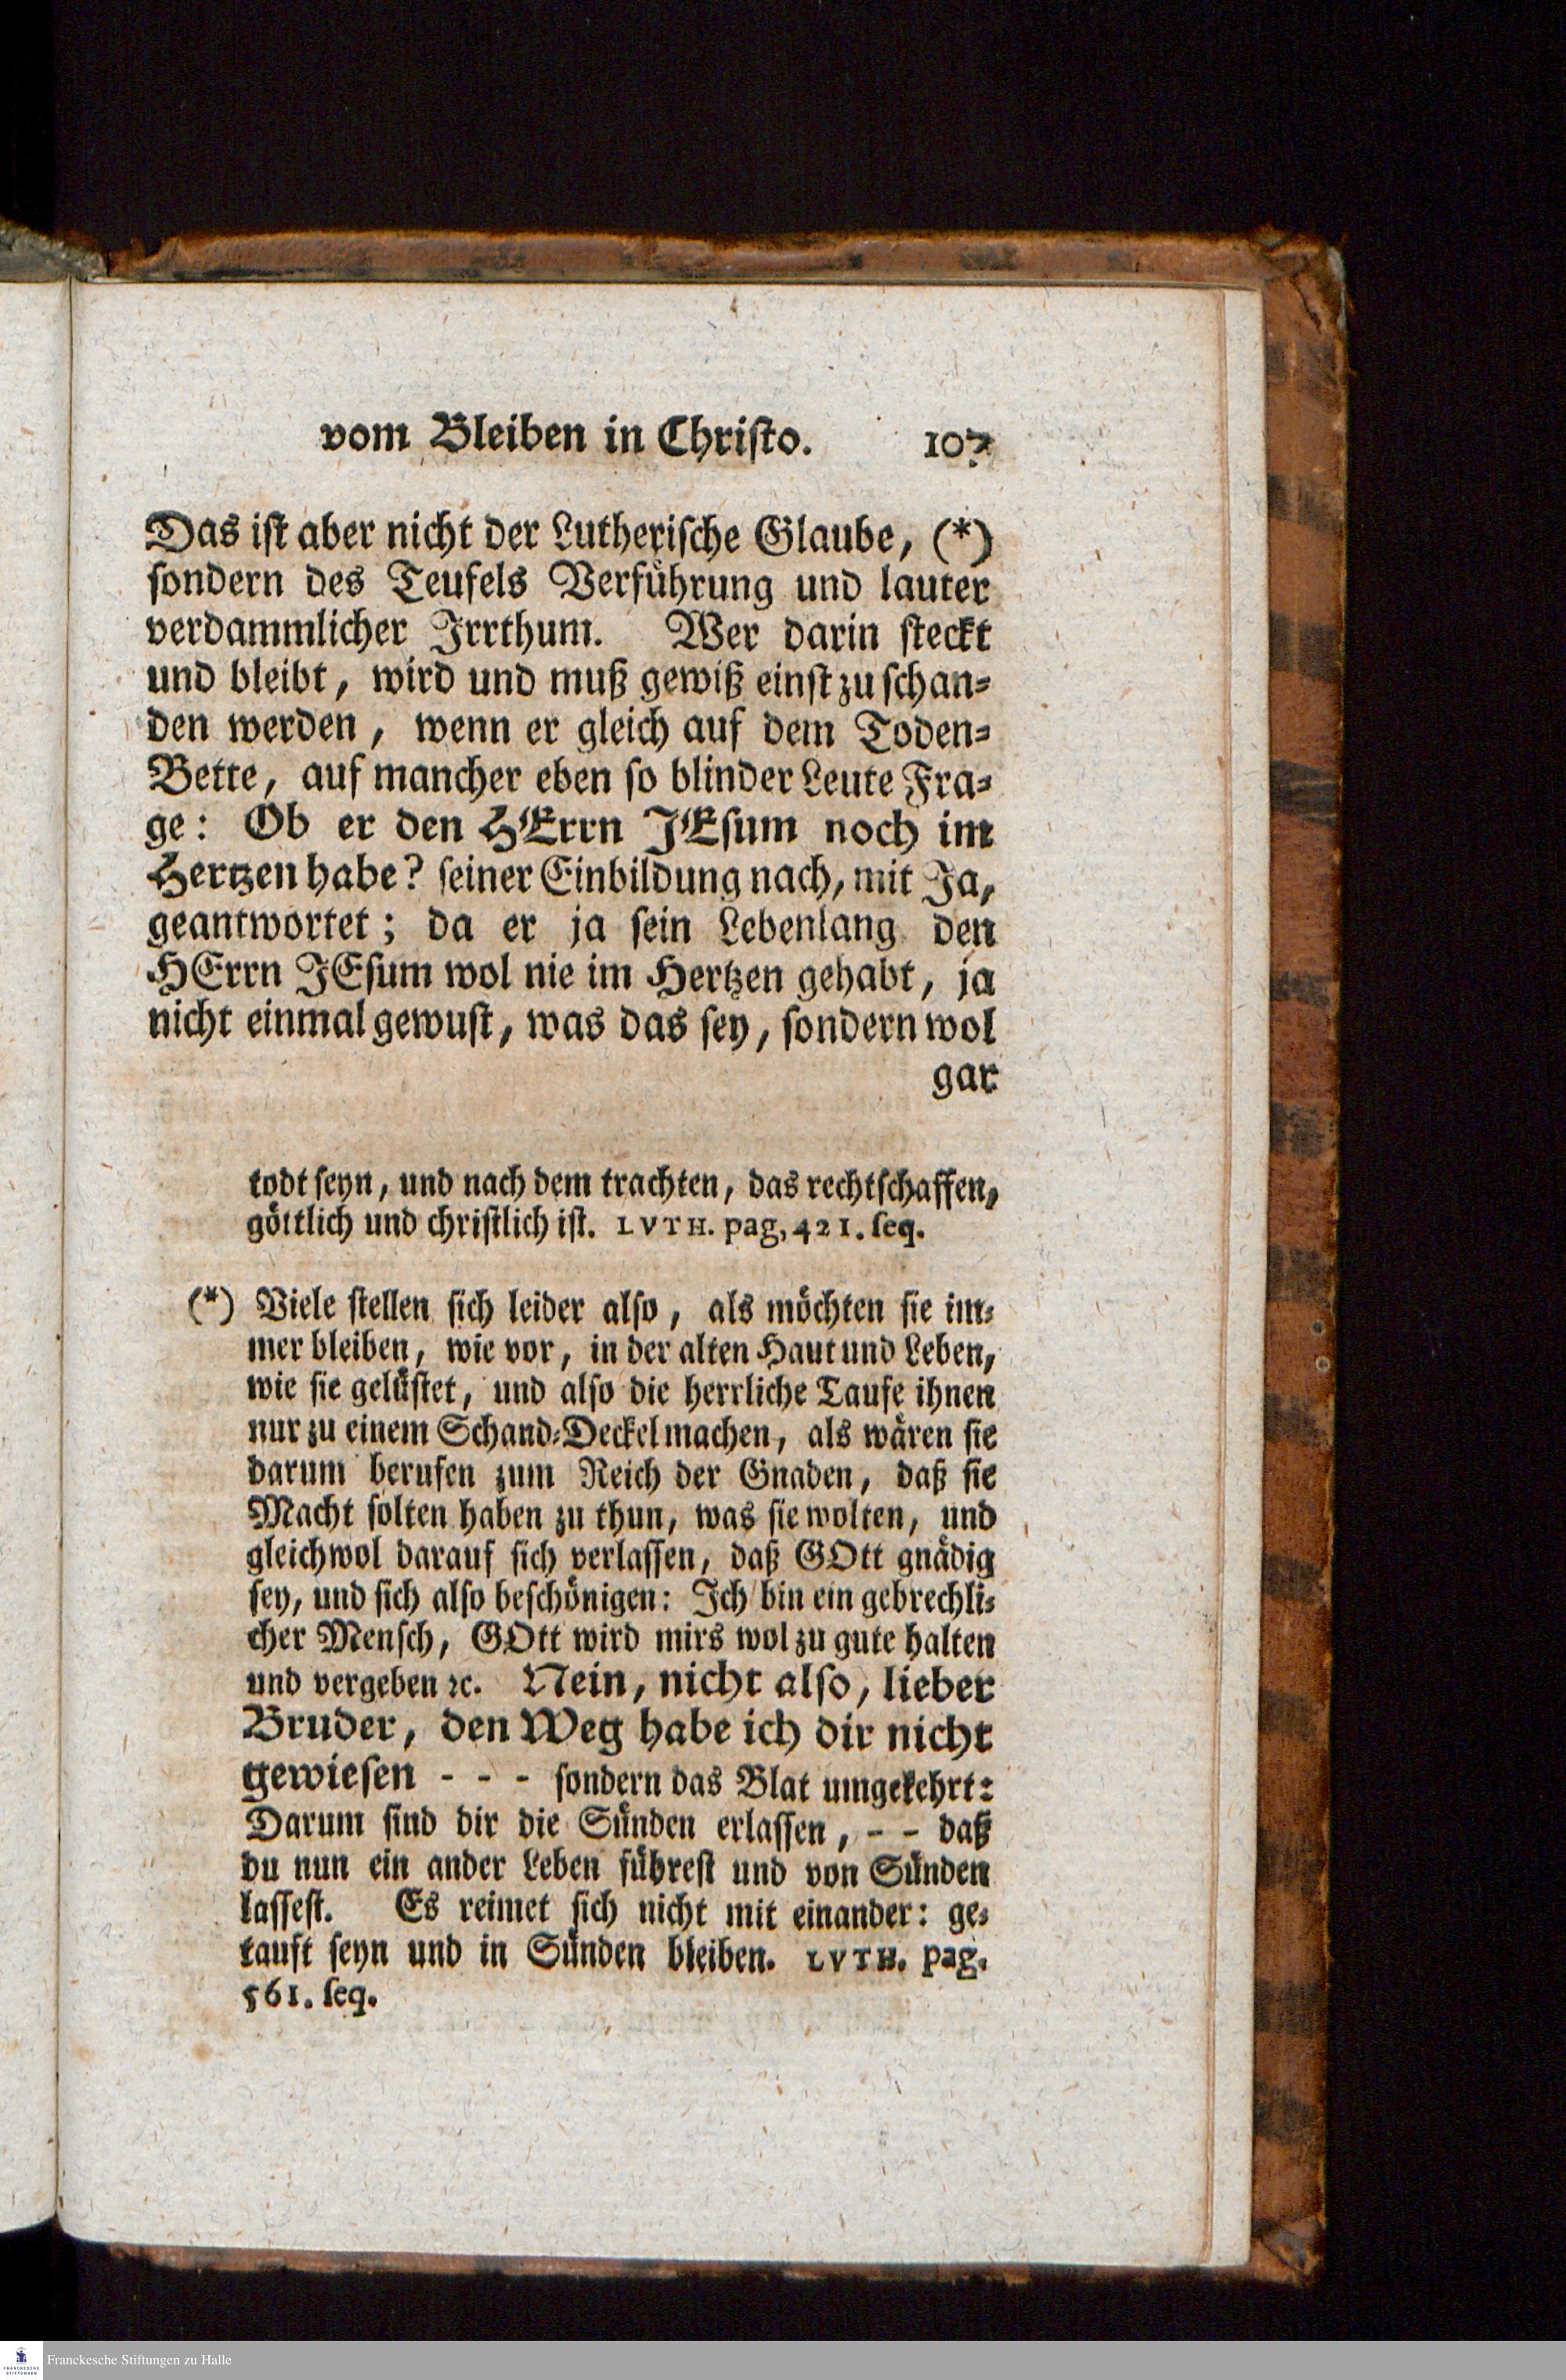 vom Bleiben in Chriſto. 107
Das iſt aber nicht der Lutheriſche Glaube, (*)
ſondern des Teufels Verführung und lauter
verdammlicher Irrthum. Wer darin ſteckt
und bleibt, wird und muß gewiß einſt zu ſchan⸗
den werden, wenn er gleich auf dem Toden⸗
Bette, auf mancher eben ſo blinder Leute Fra⸗
ge: Ob er den HErrn JEſum noch im
Hertzen habe? ſeiner Einbildung nach, mit Ja,
geantwortet; da er ja ſein Lebenlang den
HErrn JEſum wol nie im Hertzen gehabt, ja
nicht einmal gewuſt, was das ſey, ſondern wol
gar
todt ſeyn, und nach dem trachten, das rechtſchaffen,
göttlich und chriſtlich iſt. LVTH. pag, 421. ſeq.
(*) Viele ſtellen ſich leider alſo, als möchten ſie im⸗
mer bleiben, wie vor, in der alten Haut und Leben,
wie ſie gelüſtet, und alſo die herrliche Taufe ihnen
nur zu einem Schand⸗Deckel machen, als wären ſie
darum berufen zum Reich der Gnaden, daß ſie
Macht ſolten haben zu thun, was ſie wolten, und
gleichwol darauf ſich verlaſſen, daß GOtt gnädig
ſey, und ſich alſo beſchönigen: Ich bin ein gebrechli⸗
cher Menſch, GOtt wird mirs wol zu gute halten
und vergeben ꝛc. Nein, nicht alſo, lieber
Bruder, den Weg habe ich dir nicht
gewieſen - - - ſondern das Blat umgekehrt:
Darum ſind dir die Sünden erlaſſen, - - daß
du nun ein ander Leben führeſt und von Sünden
laſſeſt. Es reimet ſich nicht mit einander: ge⸗
tauft ſeyn und in Sünden bleiben. LVTH. pag.
561. ſeq.
FRANCKESCHE
STIFTUNGEN
Franckesche Stiftungen zu Halle